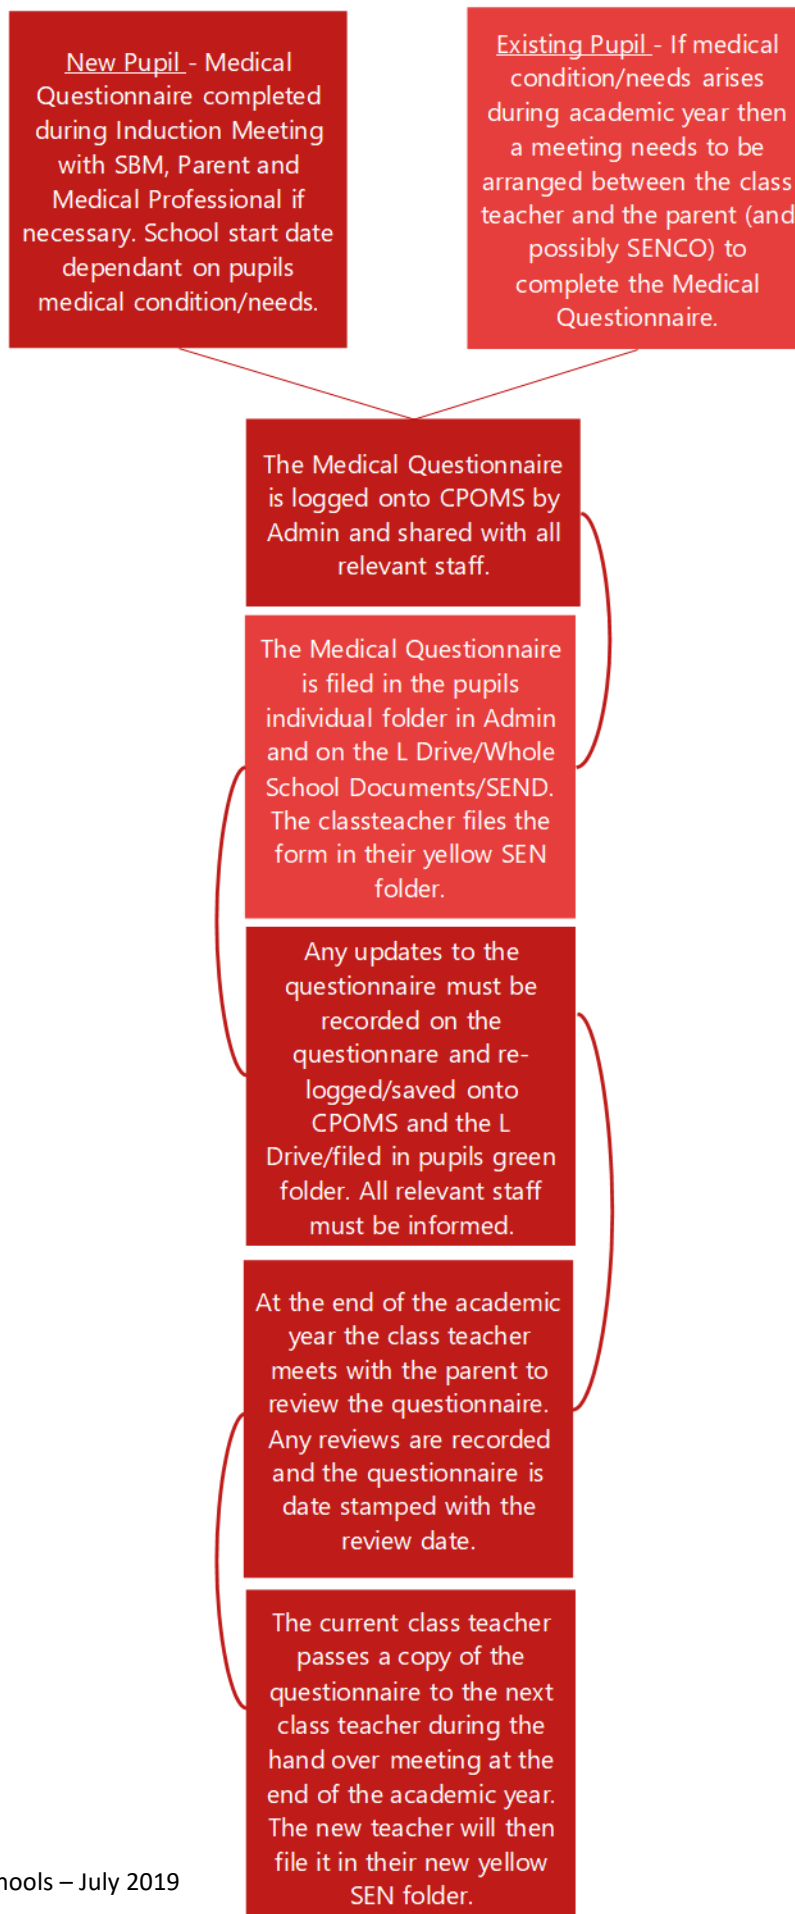 New Pupil - Medical
Questionnaire completed
during Induction Meeting
with SBM, Parent and
Medical Professional if
necessary. School start date
dependant on pupils
medical condition/needs.
Existing Pupil - If medical
condition/needs arises
during academic year then
a meeting needs to be
arranged between the class
teacher and the parent (and
possibly SENCO) to
complete the Medical
Questionnaire.
The Medical Questionnaire
is logged onto CPOMS by
Admin and shared with all
relevant staff.
The Medical Questionnaire
is filed in the pupils
individual folder in Admin
and on the L Drive/Whole
School Documents/SEND.
The classteacher files the
form in their yellow SEN
folder.
Any updates to the
questionnaire must be
recorded on the
questionnare and re-
logged/saved onto
CPOMS and the L
Drive/filed in pupils green
folder. All relevant staff
must be informed.
At the end of the academic
year the class teacher
meets with the parent to
review the questionnaire.
Any reviews are recorded
and the questionnaire is
date stamped with the
review date.
The current class teacher
passes a copy of the
questionnaire to the next
class teacher during the
hand over meeting at the
end of the academic year.
The new teacher will then
file it in their new yellow
SEN folder.
– July 2019